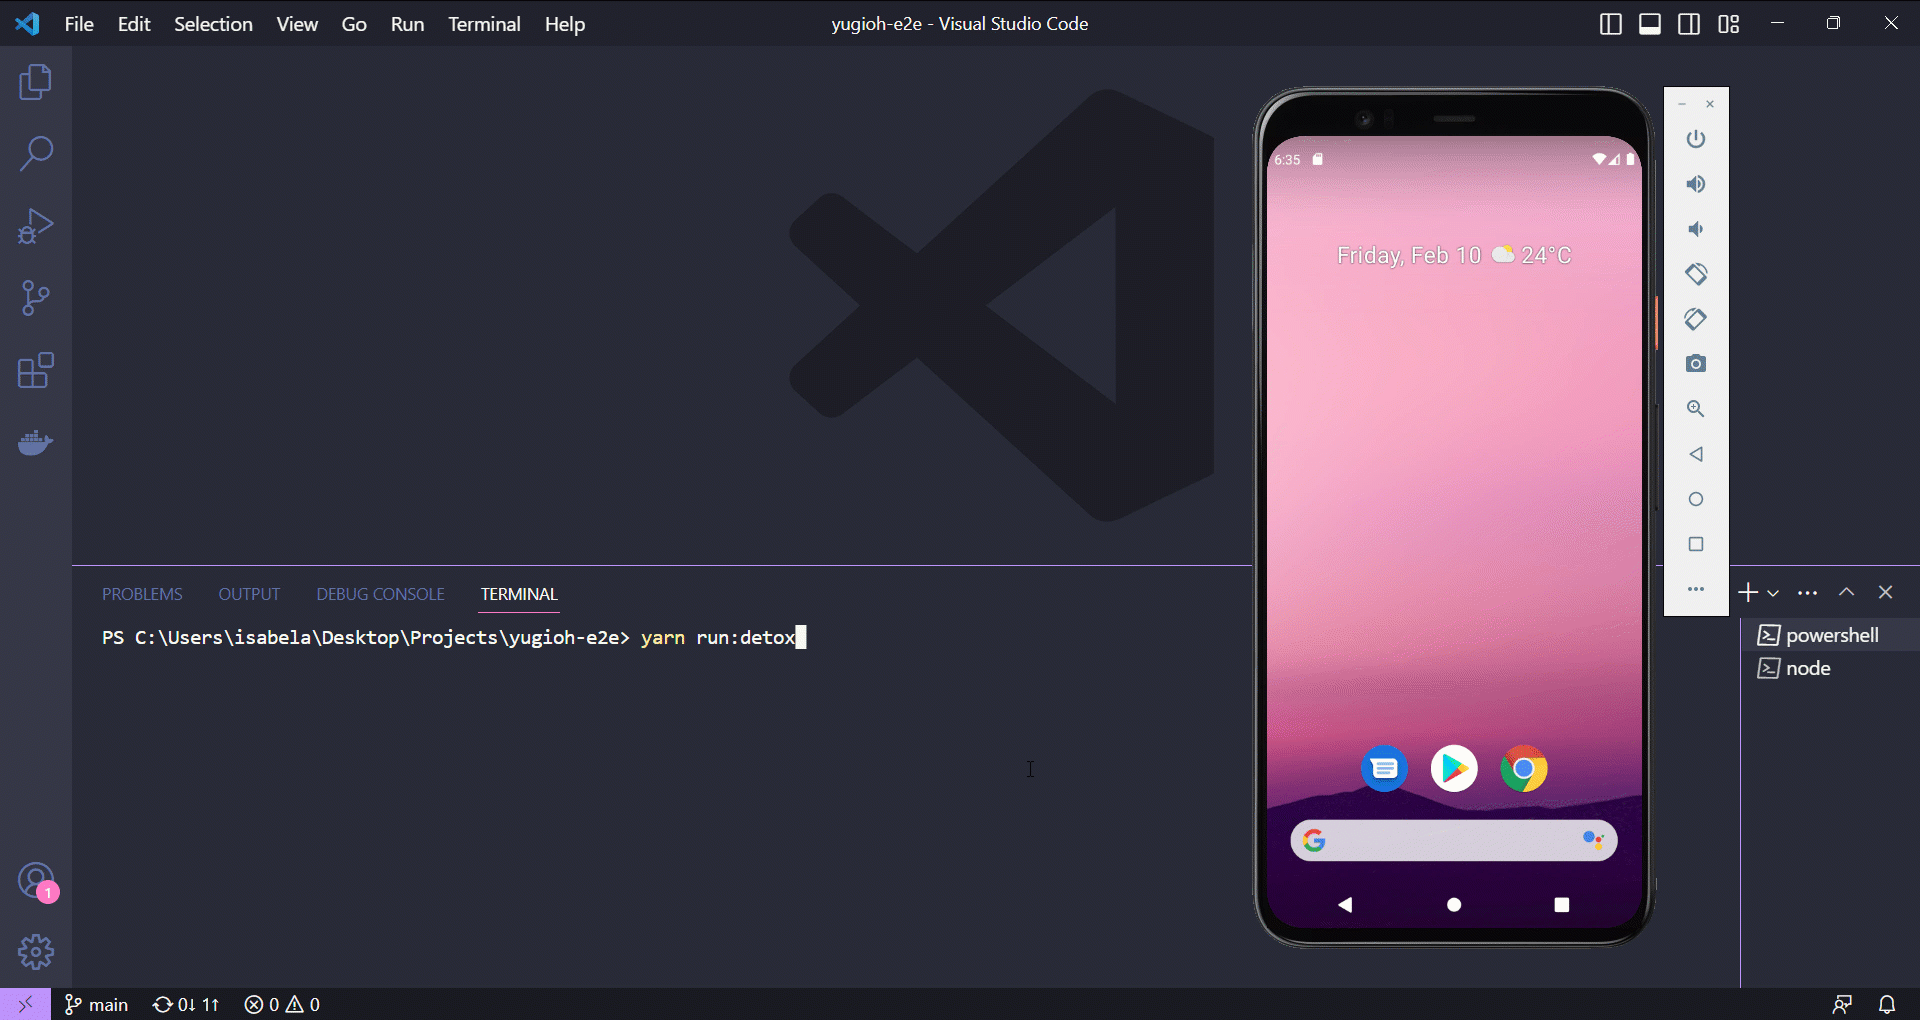 File Edit Selection View Go Run Terminal Help
yugioh-e2e - Visual Studio Code
6:35
Friday, Feb 10 24°C
PROBLEMS OUTPUT DEBUG CONSOLE TERMINAL
PS C:\Users\isabela\Desktop\Projects\yugioh-e2e> yarn run:detox
powershell
node
1
main 0↓ 1↑ 0 0